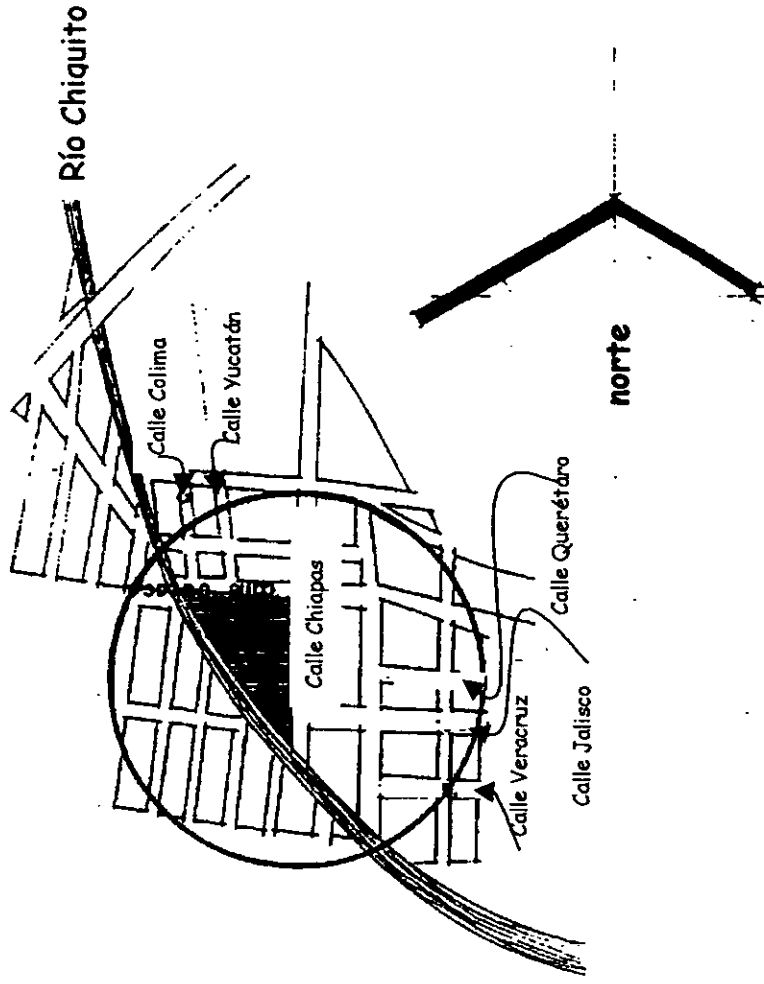 Río Chiquito
Calle Colima
Calle Yucatán
Calle Chiapas
norte
Calle Querétaro
Calle Veracruz
Calle Jalisco